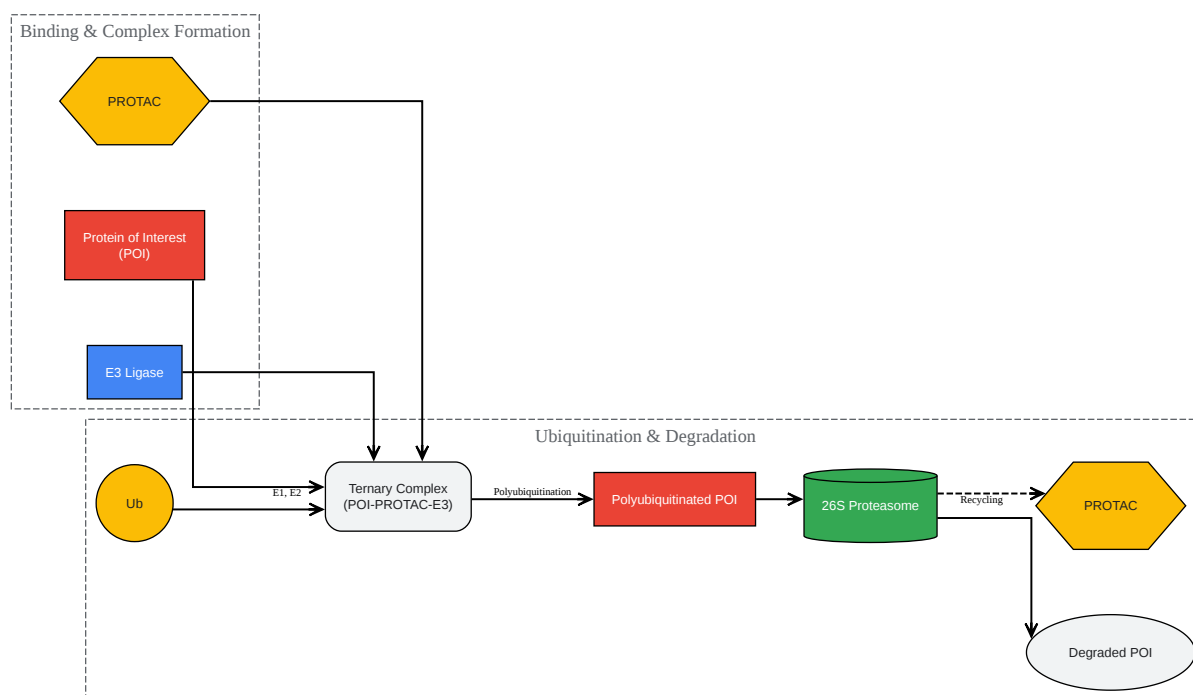 Binding & Complex Formation
PROTAC
Protein of Interest
(POI)
E3 Ligase
Ubiquitination & Degradation
Ub
E1, E2
Ternary Complex
(POI-PROTAC-E3)
Polyubiquitination
Polyubiquitinated POI
26S Proteasome
Recycling
PROTAC
Degraded POI